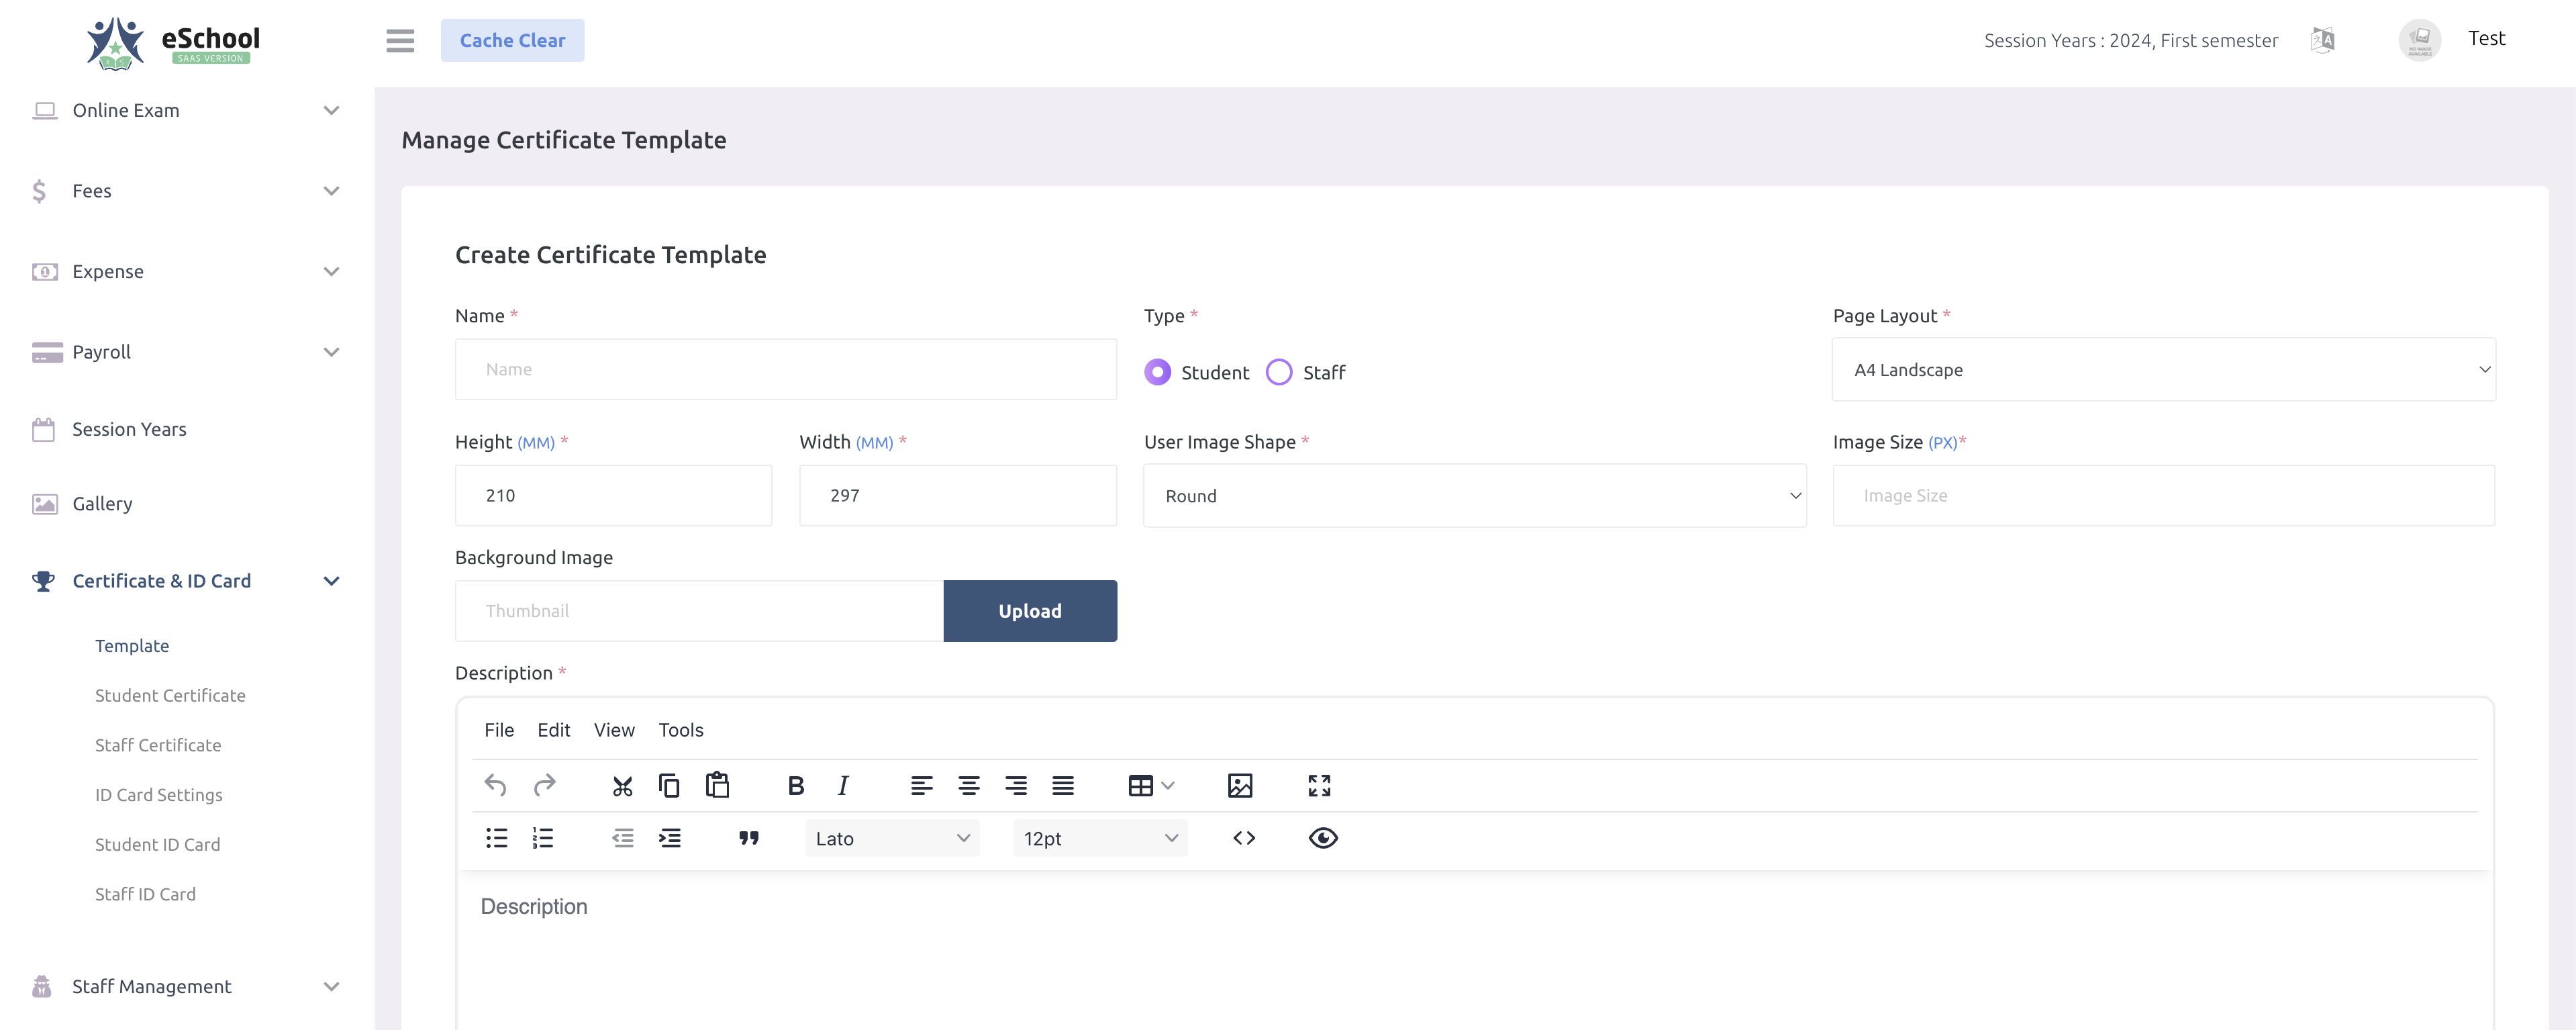 eSchool
SAAS VERSION
Cache Clear
Session Years : 2024, First semester
Test
Online Exam
Fees
Expense
Payroll
Session Years
Gallery
Certificate & ID Card
Template
Student Certificate
Staff Certificate
ID Card Settings
Student ID Card
Staff ID Card
Staff Management
Manage Certificate Template
Create Certificate Template
Name *
Name
Type *
Student
Staff
Page Layout *
A4 Landscape
Height (MM) *
210
Width (MM) *
297
User Image Shape *
Round
Image Size (PX)*
Image Size
Background Image
Thumbnail
Upload
Description *
File Edit View Tools
Lato
12pt
Description